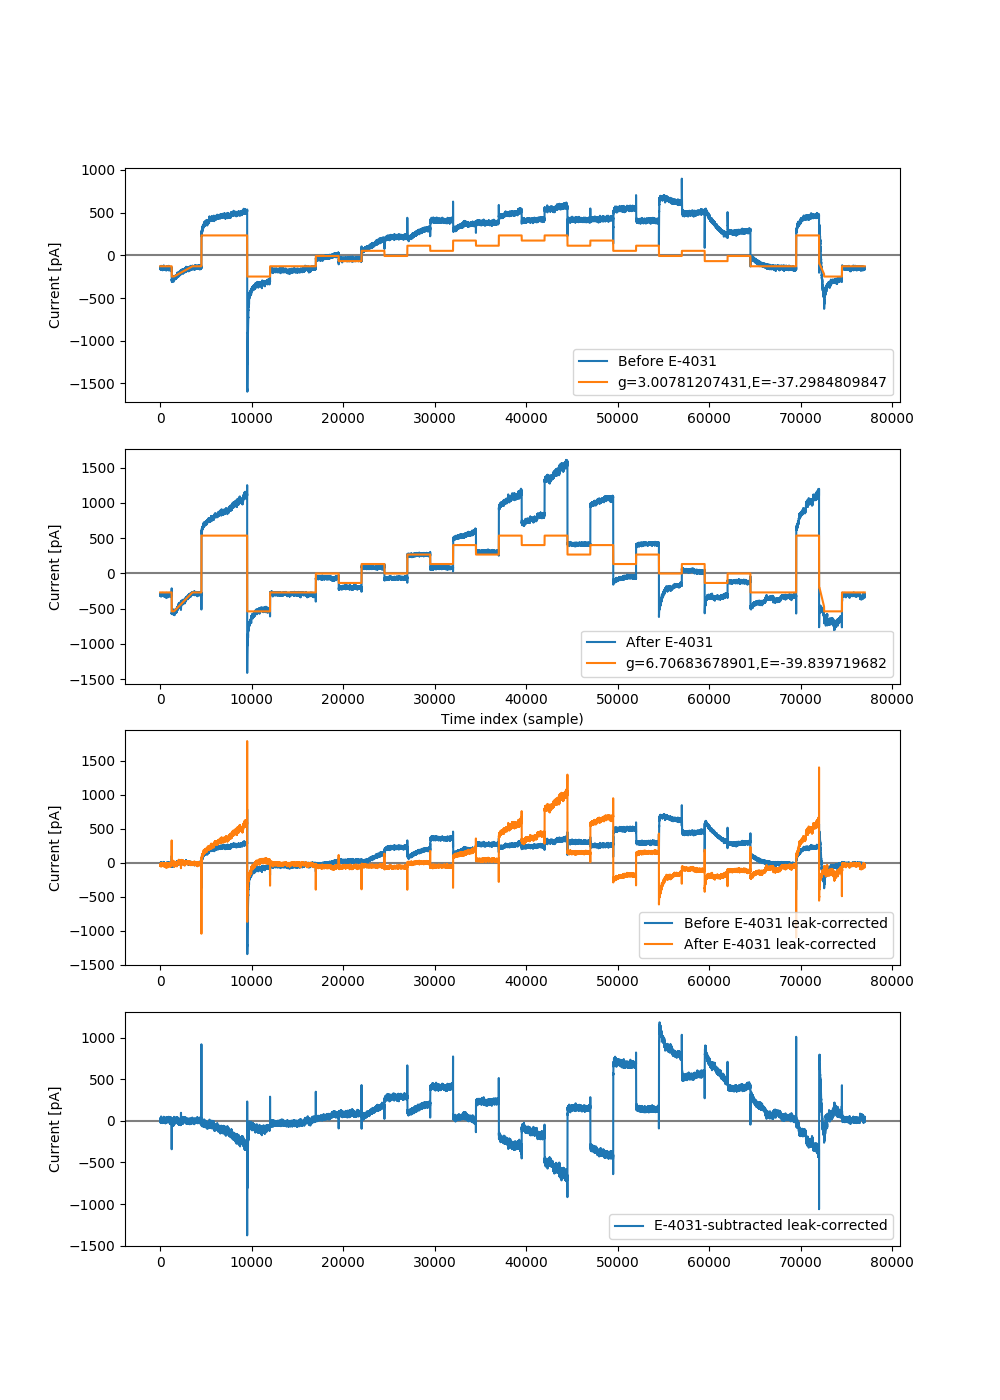 1000
500
0
−500
−1000
−1500
Current [pA]
Before E-4031
g=3.00781207431,E=-37.2984809847
0 10000 20000 30000 40000 50000 60000 70000 80000
1500
1000
500
0
−500
−1000
−1500
Current [pA]
After E-4031
g=6.70683678901,E=-39.839719682
0 10000 20000 30000 40000 50000 60000 70000 80000
Time index (sample)
1500
1000
500
0
−500
−1000
−1500
Current [pA]
Before E-4031 leak-corrected
After E-4031 leak-corrected
0 10000 20000 30000 40000 50000 60000 70000 80000
1000
500
0
−500
−1000
−1500
Current [pA]
E-4031-subtracted leak-corrected
0 10000 20000 30000 40000 50000 60000 70000 80000